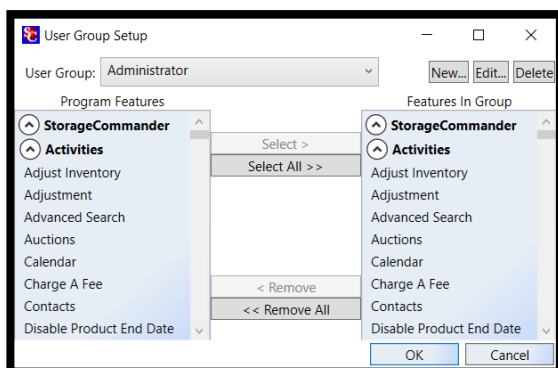 SC User Group Setup
User Group: Administrator
New... Edit... Delete
Program Features
Features In Group
StorageCommander
Activities
Adjust Inventory
Adjustment
Advanced Search
Auctions
Calendar
Charge A Fee
Contacts
Disable Product End Date
Select >
Select All >>
< Remove
<< Remove All
StorageCommander
Activities
Adjust Inventory
Adjustment
Advanced Search
Auctions
Calendar
Charge A Fee
Contacts
Disable Product End Date
OK Cancel